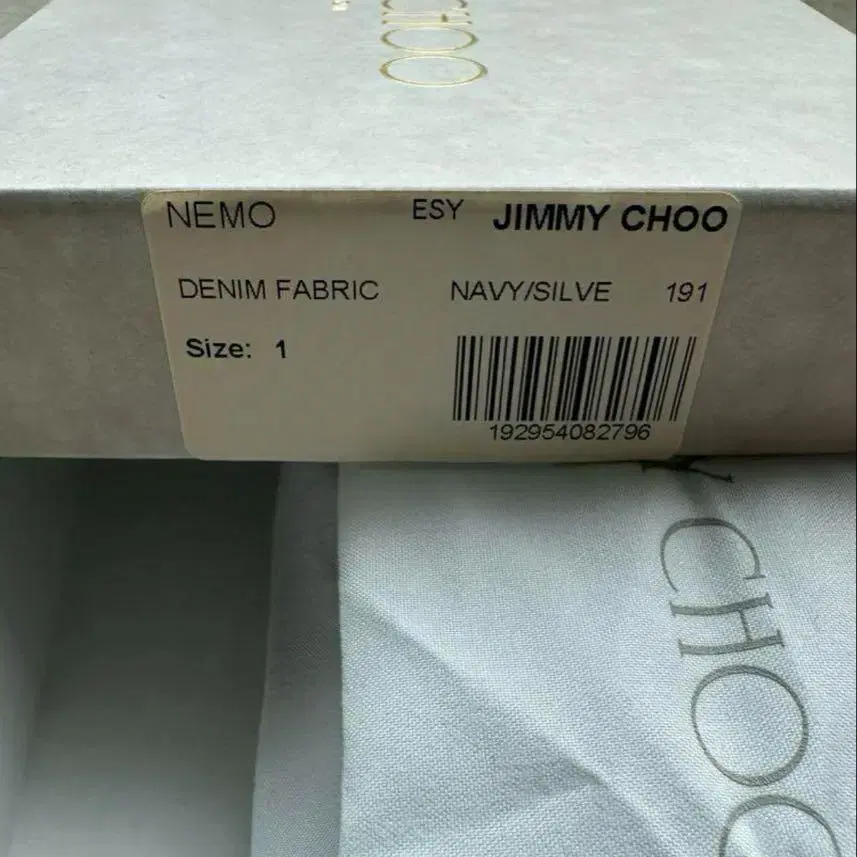 CHOO
NEMO ESY JIMMY CHOO
DENIM FABRIC NAVY/SILVE 191
Size: 1
192954082796
CHOO